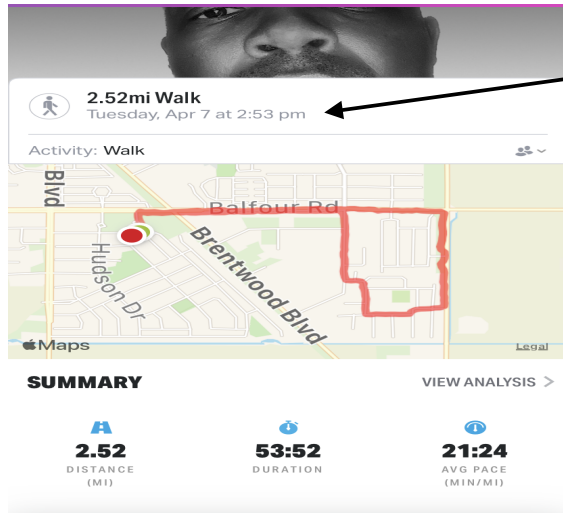 2.52mi Walk
Tuesday, Apr 7 at 2:53 pm
Activity: Walk
Blvd
Balfour Rd
Hudson Dr
Brentwood Blvd
Maps
Legal
SUMMARY
VIEW ANALYSIS >
2.52
53:52
21:24
DISTANCE
DURATION
AVG PACE
(MI)
(MIN/MI)